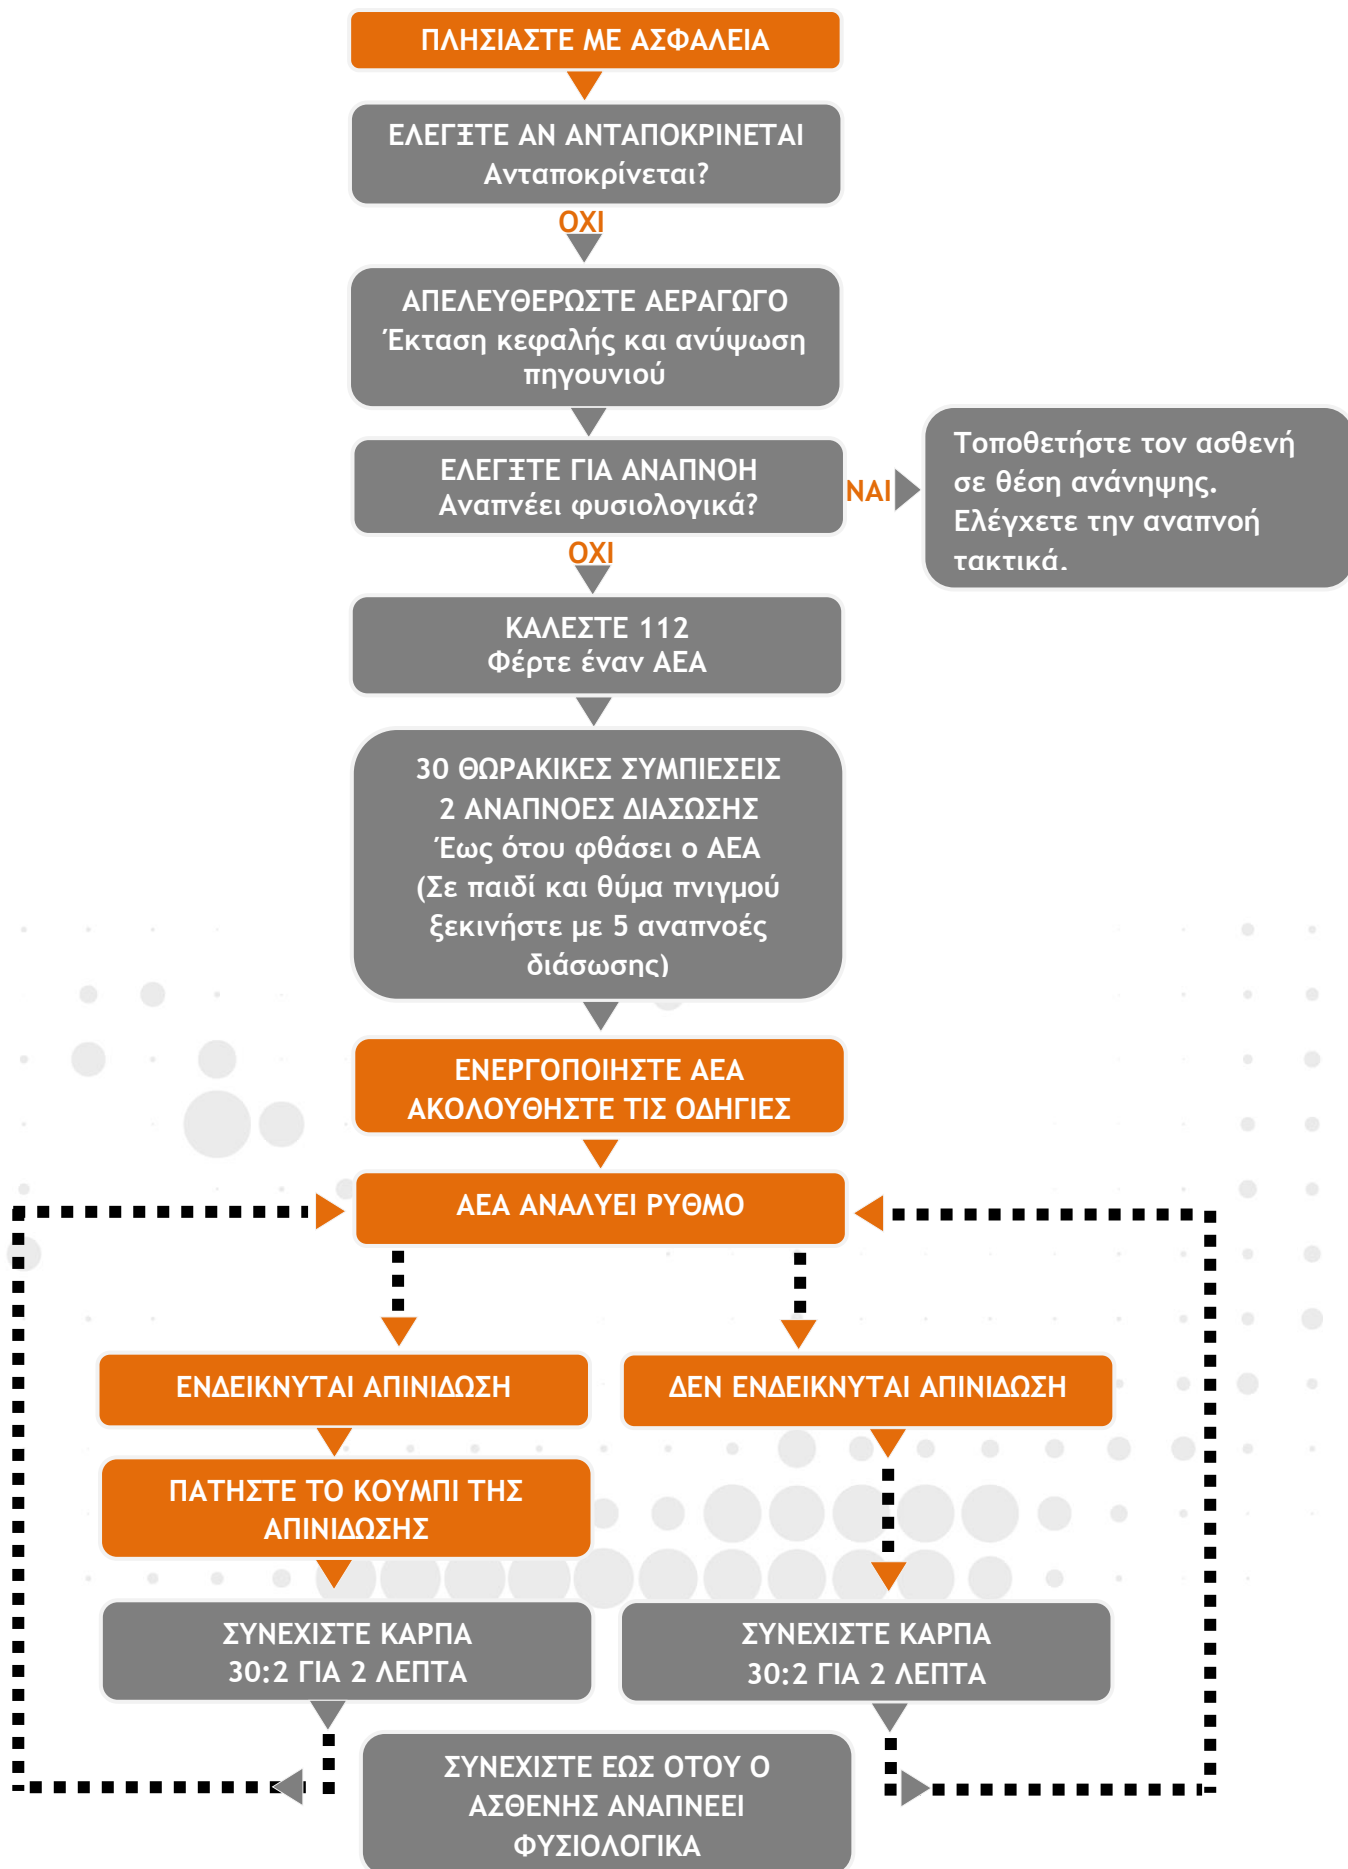 ΠΛΗΣΙΑΣΤΕ ΜΕ ΑΣΦΑΛΕΙΑ
ΕΛΕΓΞΤΕ ΑΝ ΑΝΤΑΠΟΚΡΙΝΕΤΑΙ
Ανταποκρίνεται?
ΟΧΙ
ΑΠΕΛΕΥΘΕΡΩΣΤΕ ΑΕΡΑΓΩΓΟ
Έκταση κεφαλής και ανύψωση
πηγουνιού
ΕΛΕΓΞΤΕ ΓΙΑ ΑΝΑΠΝΟΗ
Αναπνέει φυσιολογικά?
ΝΑΙ
Τοποθετήστε τον ασθενή
σε θέση ανάνηψης.
Ελέγχετε την αναπνοή
τακτικά.
ΟΧΙ
ΚΑΛΕΣΤΕ 112
Φέρτε έναν ΑΕΑ
30 ΘΩΡΑΚΙΚΕΣ ΣΥΜΠΙΕΣΕΙΣ
2 ΑΝΑΠΝΟΕΣ ΔΙΑΣΩΣΗΣ
Έως ότου φθάσει ο ΑΕΑ
(Σε παιδί και θύμα πνιγμού
ξεκινήστε με 5 αναπνοές
διάσωσης)
ΕΝΕΡΓΟΠΟΙΗΣΤΕ ΑΕΑ
ΑΚΟΛΟΥΘΗΣΤΕ ΤΙΣ ΟΔΗΓΙΕΣ
ΑΕΑ ΑΝΑΛΥΕΙ ΡΥΘΜΟ
ΕΝΔΕΙΚΝΥΤΑΙ ΑΠΙΝΙΔΩΣΗ
ΔΕΝ ΕΝΔΕΙΚΝΥΤΑΙ ΑΠΙΝΙΔΩΣΗ
ΠΑΤΗΣΤΕ ΤΟ ΚΟΥΜΠΙ ΤΗΣ
ΑΠΙΝΙΔΩΣΗΣ
ΣΥΝΕΧΙΣΤΕ ΚΑΡΠΑ
30:2 ΓΙΑ 2 ΛΕΠΤΑ
ΣΥΝΕΧΙΣΤΕ ΚΑΡΠΑ
30:2 ΓΙΑ 2 ΛΕΠΤΑ
ΣΥΝΕΧΙΣΤΕ ΕΩΣ ΟΤΟΥ Ο
ΑΣΘΕΝΗΣ ΑΝΑΠΝΕΕΙ
ΦΥΣΙΟΛΟΓΙΚΑ